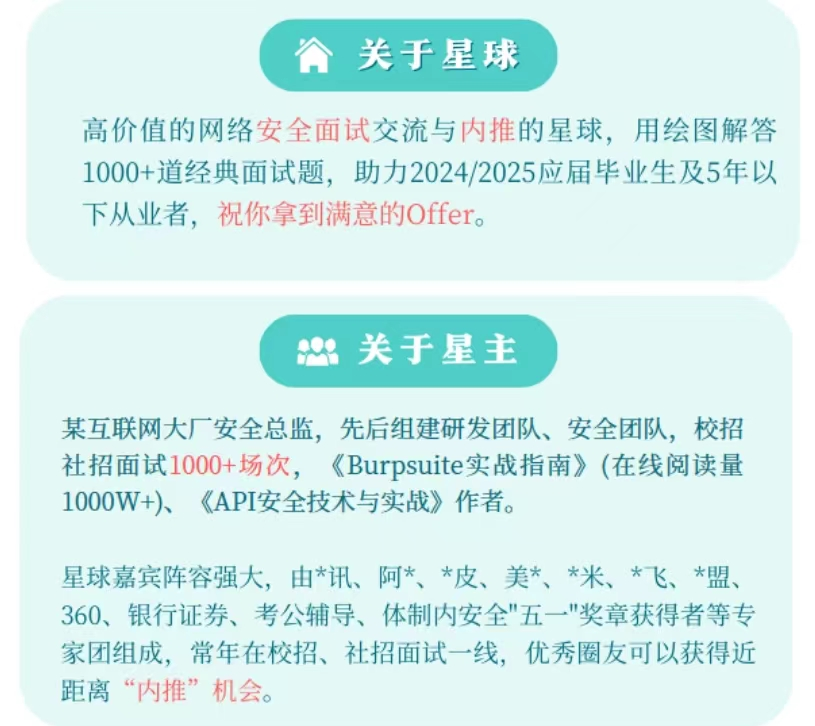 关于星球
高价值的网络安全面试交流与内推的星球，用绘图解答
1000+道经典面试题，助力2024/2025应届毕业生及5年以
下从业者，祝你拿到满意的Offer。
关于星主
某互联网大厂安全总监，先后组建研发团队、安全团队，校招
社招面试1000+场次，《Burpsuite实战指南》(在线阅读量
1000W+)、《API安全技术与实战》作者。
星球嘉宾阵容强大，由*讯、阿*、*皮、美*、*米、*飞、*盟、
360、银行证券、考公辅导、体制内安全"五一"奖章获得者等专
家团组成，常年在校招、社招面试一线，优秀圈友可以获得近
距离“内推”机会。